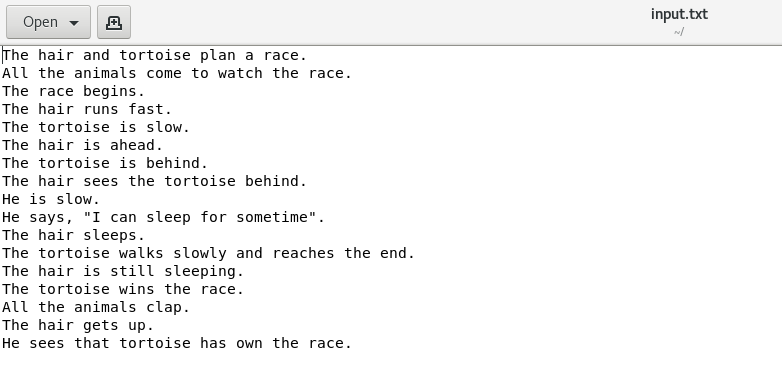 Open
input.txt
~/
The hair and tortoise plan a race.
All the animals come to watch the race.
The race begins.
The hair runs fast.
The tortoise is slow.
The hair is ahead.
The tortoise is behind.
The hair sees the tortoise behind.
He is slow.
He says, "I can sleep for sometime".
The hair sleeps.
The tortoise walks slowly and reaches the end.
The hair is still sleeping.
The tortoise wins the race.
All the animals clap.
The hair gets up.
He sees that tortoise has own the race.